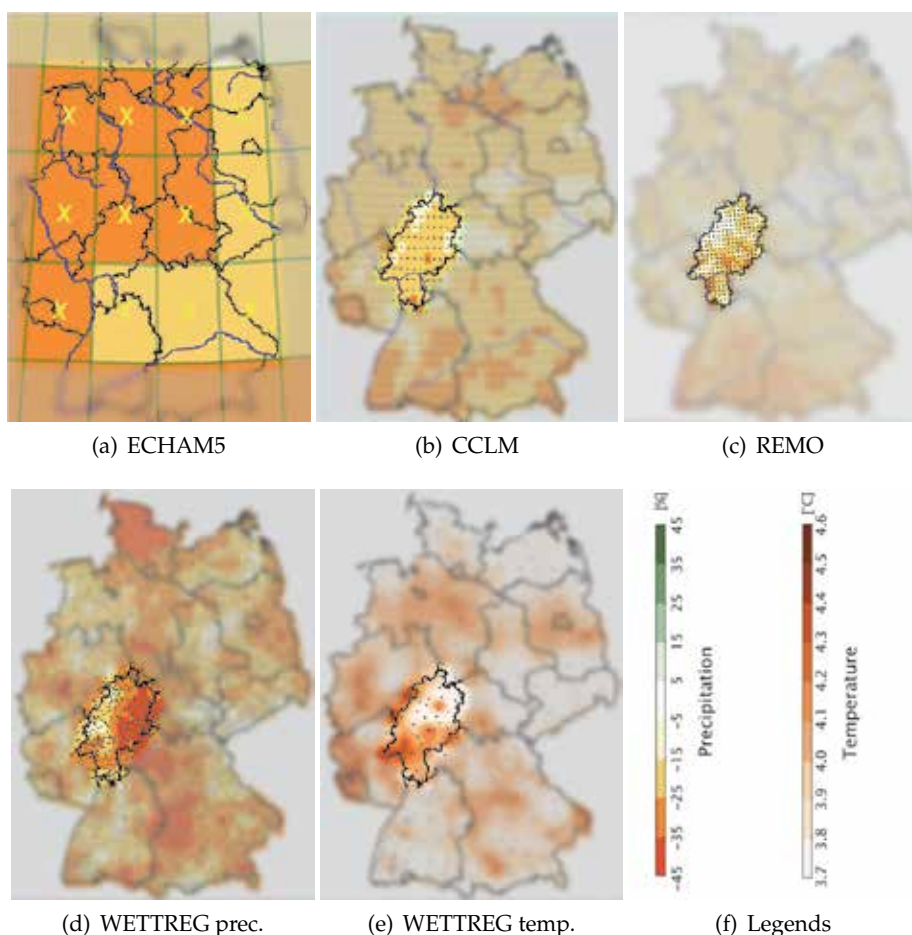 X X X
X X X
X
(a) ECHAM5
(b) CCLM
(c) REMO
[%]
45
35
25
15
5
-5
-15
-25
-35
-45
Precipitation
[°C]
4.6
4.5
4.4
4.3
4.2
4.1
4.0
3.9
3.8
3.7
Temperature
(d) WETTREG prec.
(e) WETTREG temp.
(f) Legends